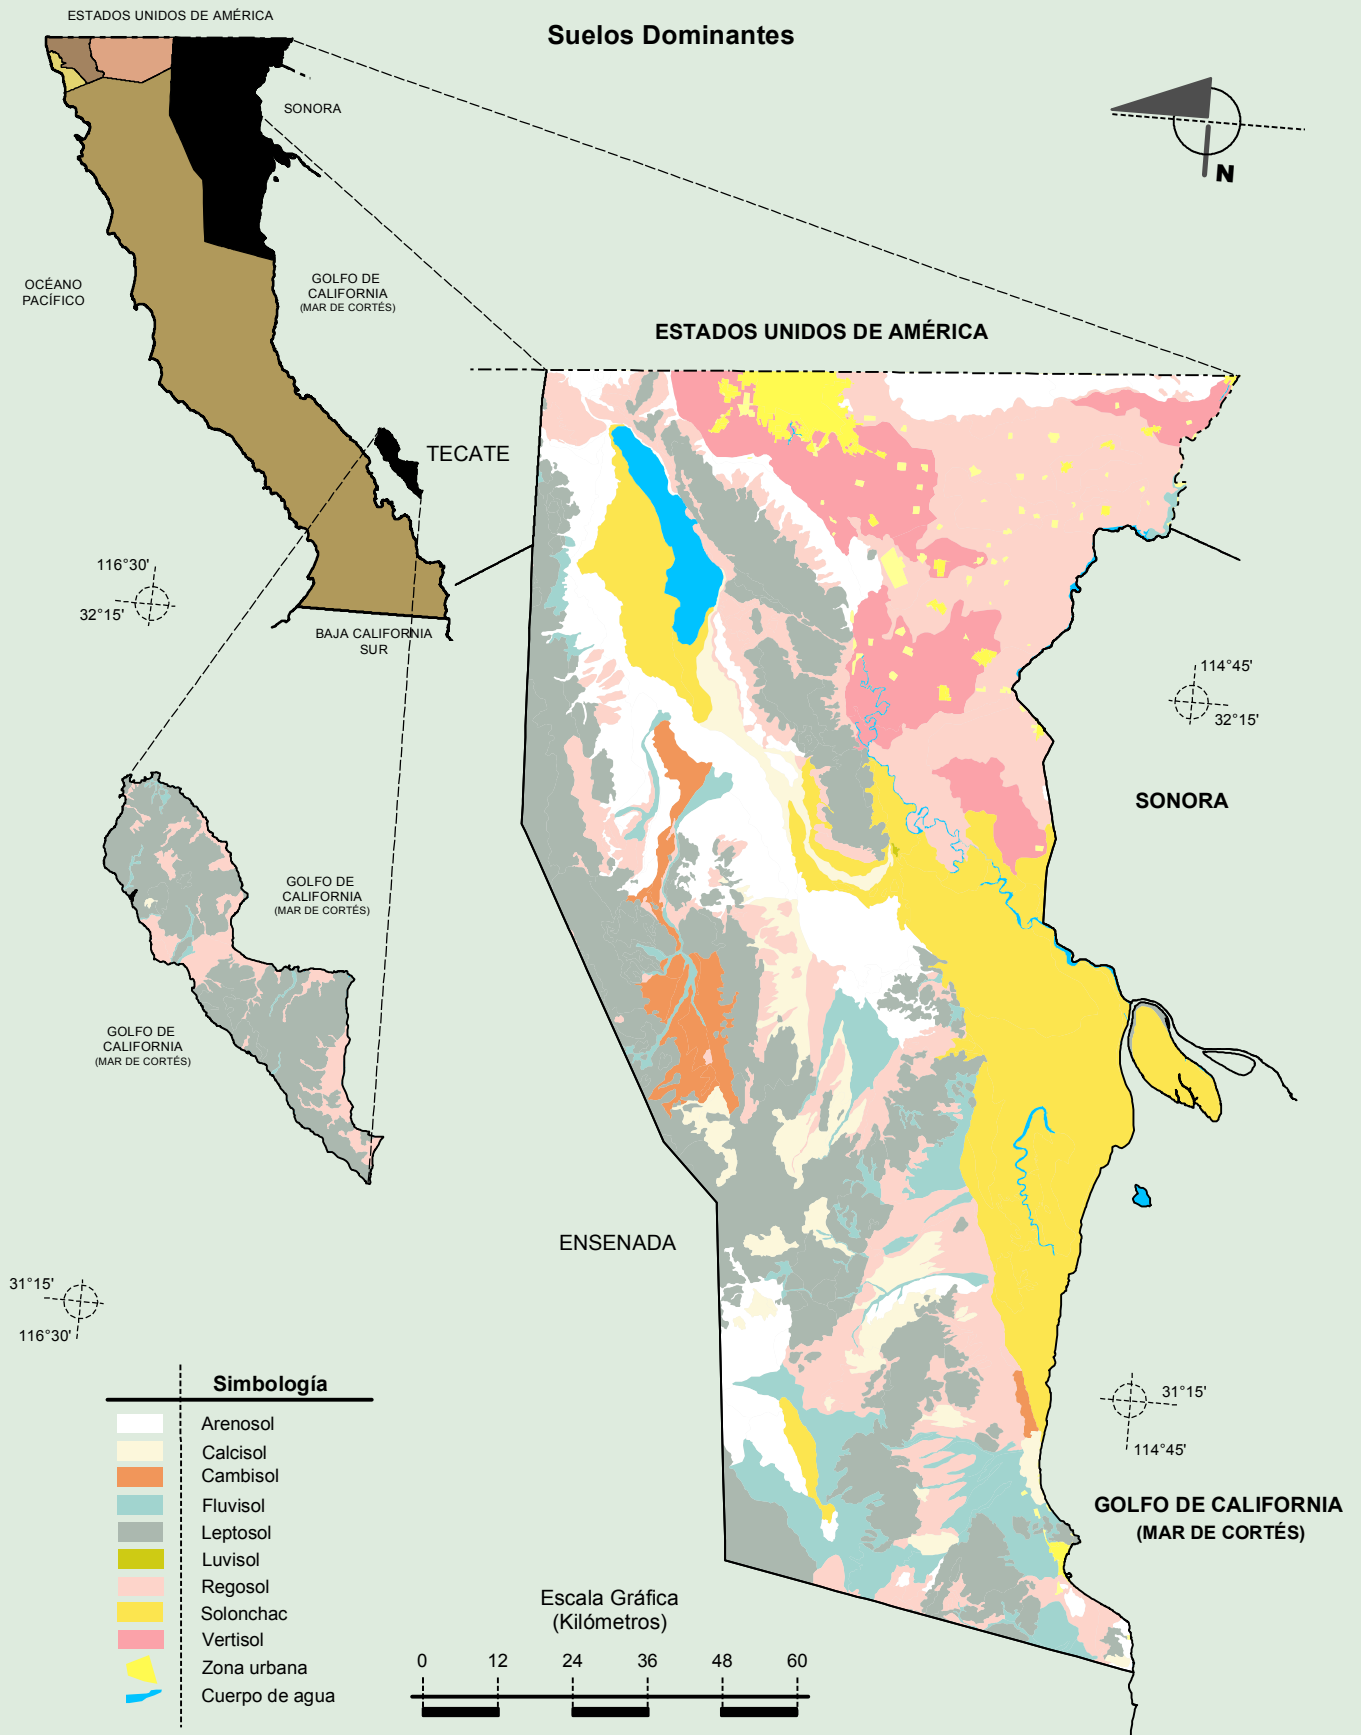 ESTADOS UNIDOS DE AMÉRICA
Suelos Dominantes
SONORA
N
OCÉANO
PACÍFICO
GOLFO DE
CALIFORNIA
(MAR DE CORTÉS)
ESTADOS UNIDOS DE AMÉRICA
TECATE
116°30'
32°15'
BAJA CALIFORNIA
SUR
114°45'
32°15'
SONORA
GOLFO DE
CALIFORNIA
(MAR DE CORTÉS)
GOLFO DE
CALIFORNIA
(MAR DE CORTÉS)
ENSENADA
31°15'
116°30'
31°15'
114°45'
GOLFO DE CALIFORNIA
(MAR DE CORTÉS)
Simbología
Arenosol
Calcisol
Cambisol
Fluvisol
Leptosol
Luvisol
Regosol
Solonchac
Vertisol
Zona urbana
Cuerpo de agua
Escala Gráfica
(Kilómetros)
0 12 24 36 48 60